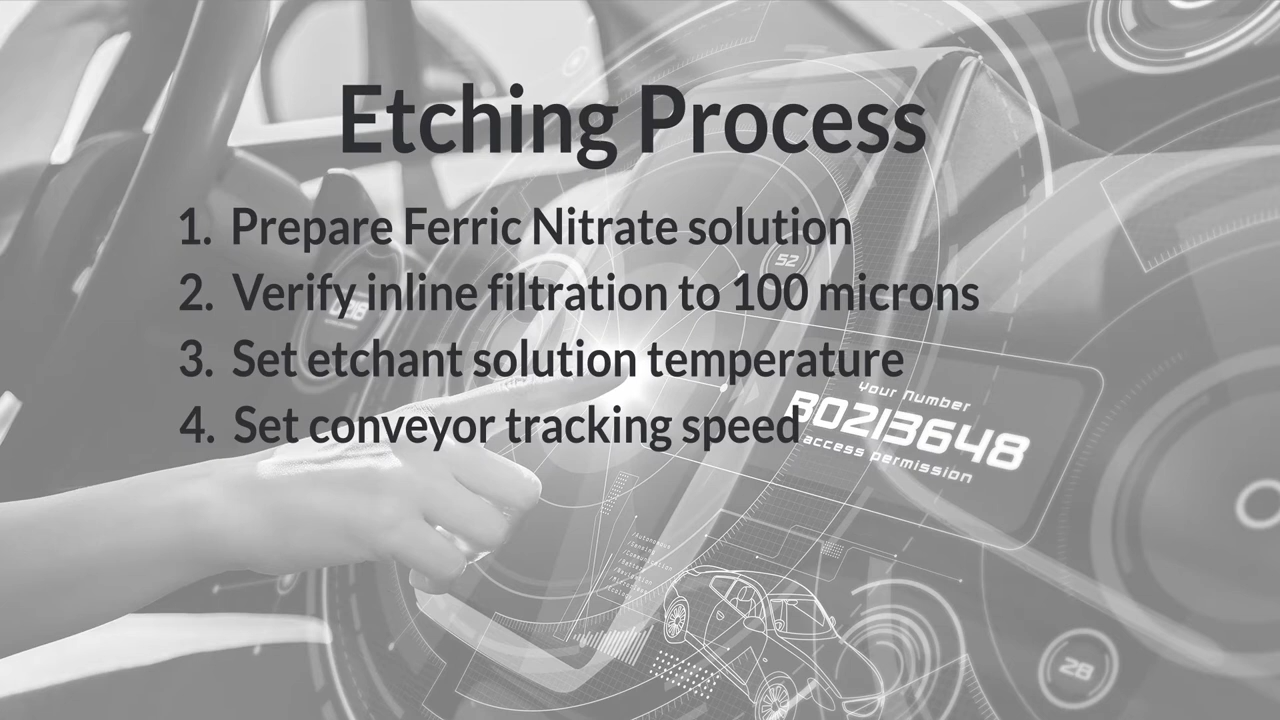 Etching Process
1. Prepare Ferric Nitrate solution
52
2. Verify inline filtration to 100 microns
3. Set etchant solution temperature
4. Set conveyor tracking speed
Your Number
B0213648
access permission
28